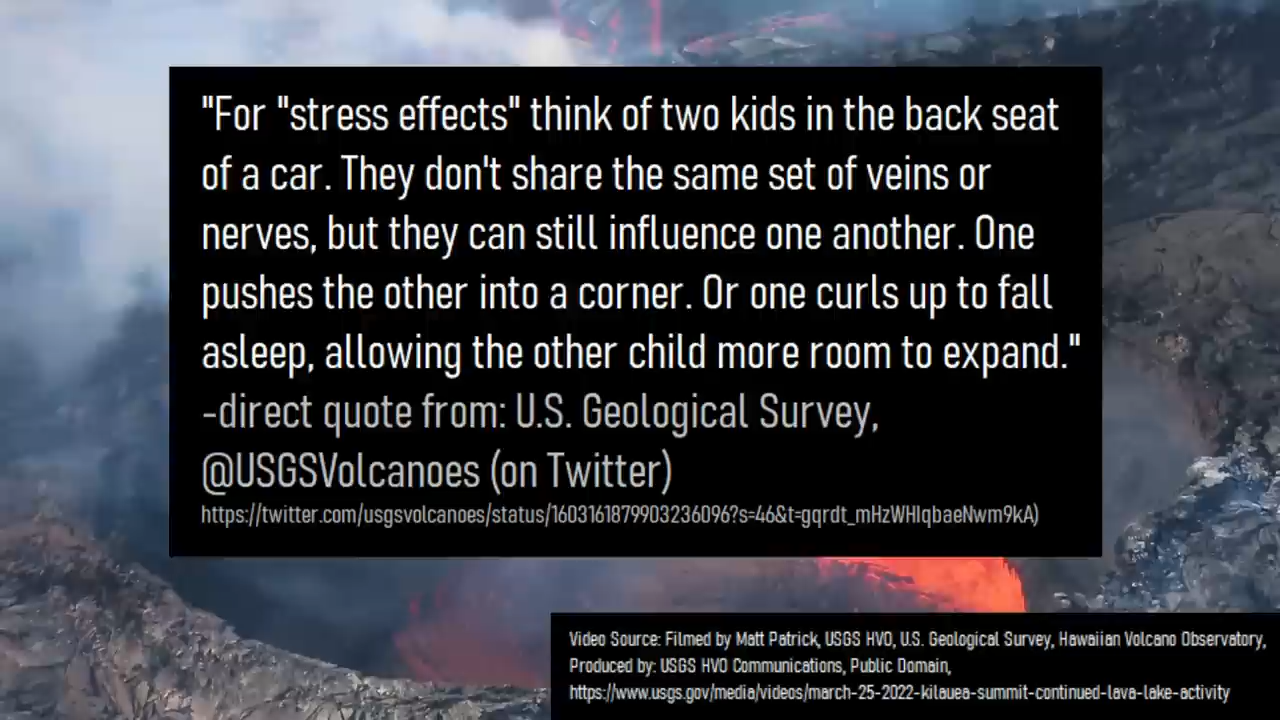 "For "stress effects" think of two kids in the back seat
of a car. They don't share the same set of veins or
nerves, but they can still influence one another. One
pushes the other into a corner. Or one curls up to fall
asleep, allowing the other child more room to expand."
-direct quote from: U.S. Geological Survey,
@USGSVolcanoes (on Twitter)
https://twitter.com/usgsvolcanoes/status/1603161879903236096?s=46&t=gqrdt_mHzWHIqbaeNwm9kA)
Video Source: Filmed by Matt Patrick, USGS HVO, U.S. Geological Survey, Hawaiian Volcano Observatory,
Produced by: USGS HVO Communications, Public Domain,
https://www.usgs.gov/media/videos/march-25-2022-kilauea-summit-continued-lava-lake-activity